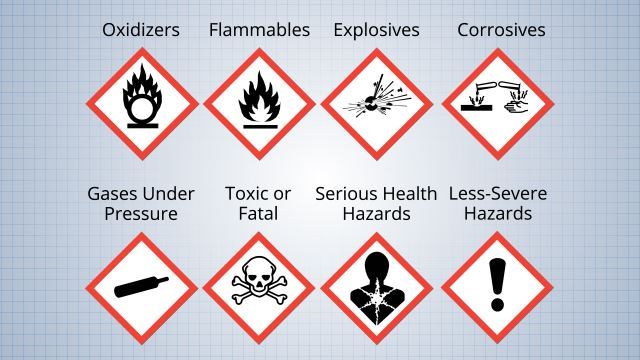 Oxidizers
Flammables
Explosives
Corrosives
Gases Under
Pressure
Toxic or
Fatal
Serious Health
Hazards
Less-Severe
Hazards